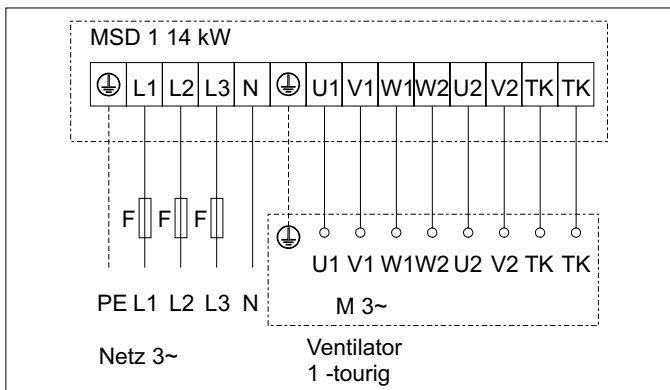 MSD 1 14 kW
L1 L2 L3 N U1 V1 W1 W2 U2 V2 TK TK
F F F
U1 V1 W1 W2 U2 V2 TK TK
PE L1 L2 L3 N M 3~
Netz 3~ Ventilator
1 -tourig